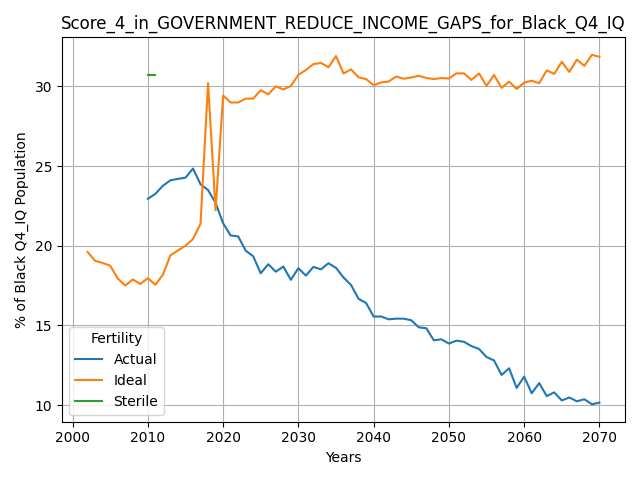 Score_4_in_GOVERNMENT_REDUCE_INCOME_GAPS_for_Black_Q4_IQ
% of Black Q4_IQ Population
30
25
20
15
10
Fertility
Actual
Ideal
Sterile
2000 2010 2020 2030 2040 2050 2060 2070
Years